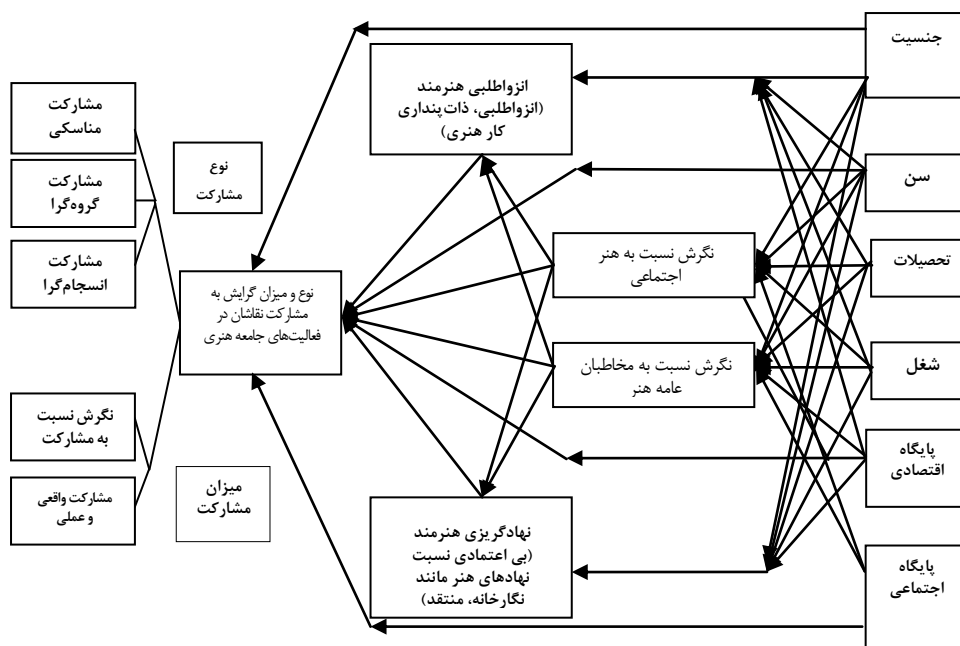 جنسیت
سن
تحصیلات
شغل
پایگاه
اقتصادی
پایگاه
اجتماعی
نگرش نسبت به هنر
اجتماعی
نگرش نسبت به مخاطبان
عامه هنر
انزواطلبی هنرمند
(انزواطلبی، ذات‌پنداری
کار هنری)
نهادگریزی هنرمند
(بی اعتمادی نسبت
نهادهای هنر مانند
نگارخانه، منتقد)
نوع و میزان گرایش به
مشارکت نقاشان در
فعالیت‌های جامعه هنری
نوع
مشارکت
میزان
مشارکت
مشارکت
مناسکی
مشارکت
گروه‌گرا
مشارکت
انسجام‌گرا
نگرش نسبت
به مشارکت
مشارکت واقعی
و عملی